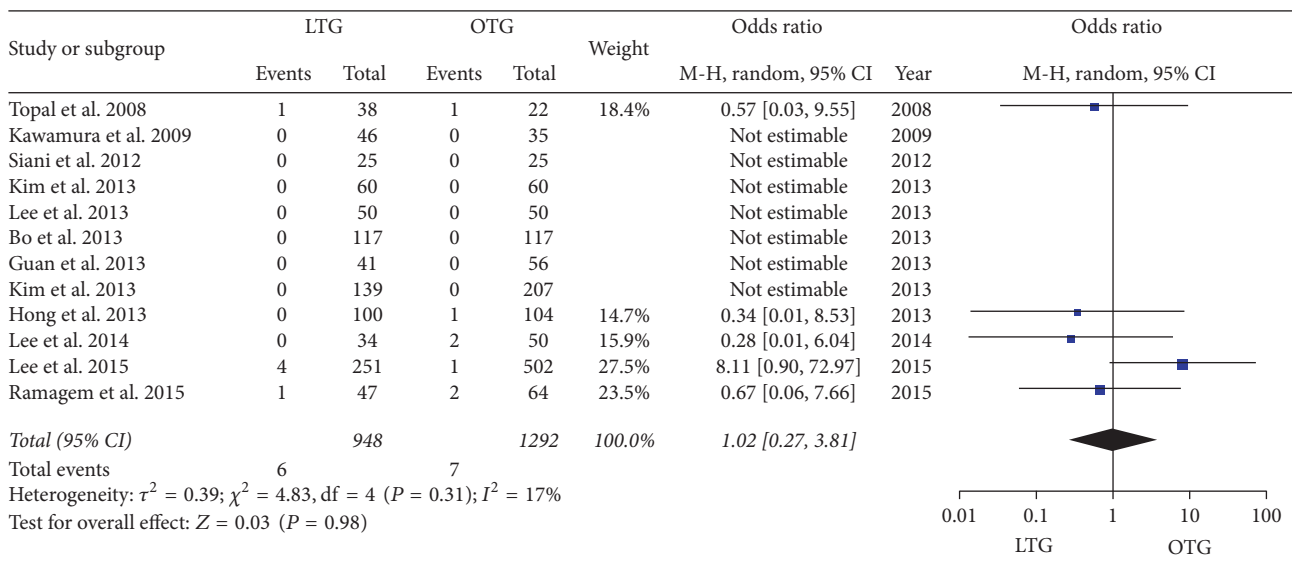 LTG OTG Odds ratio Odds ratio
Study or subgroup Weight
Events Total Events Total M-H, random, 95% CI Year M-H, random, 95% CI
Topal et al. 2008 1 38 1 22 18.4% 0.57 [0.03, 9.55] 2008
Kawamura et al. 2009 0 46 0 35 Not estimable 2009
Siani et al. 2012 0 25 0 25 Not estimable 2012
Kim et al. 2013 0 60 0 60 Not estimable 2013
Lee et al. 2013 0 50 0 50 Not estimable 2013
Bo et al. 2013 0 117 0 117 Not estimable 2013
Guan et al. 2013 0 41 0 56 Not estimable 2013
Kim et al. 2013 0 139 0 207 Not estimable 2013
Hong et al. 2013 0 100 1 104 14.7% 0.34 [0.01, 8.53] 2013
Lee et al. 2014 0 34 2 50 15.9% 0.28 [0.01, 6.04] 2014
Lee et al. 2015 4 251 1 502 27.5% 8.11 [0.90, 72.97] 2015
Ramagem et al. 2015 1 47 2 64 23.5% 0.67 [0.06, 7.66] 2015
Total (95% CI) 948 1292 100.0% 1.02 [0.27, 3.81]
Total events 6 7
Heterogeneity: τ² = 0.39; χ² = 4.83, df = 4 (P = 0.31); I² = 17%
Test for overall effect: Z = 0.03 (P = 0.98)
0.01 0.1 1 10 100
LTG OTG